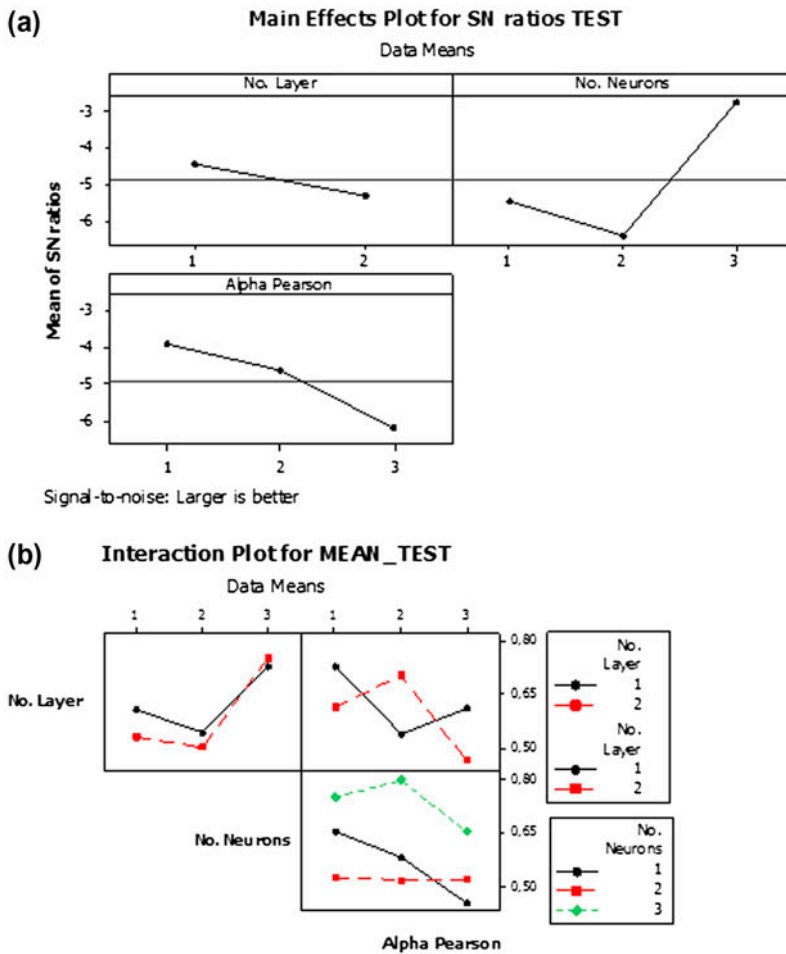 (a)
Main Effects Plot for SN ratios TEST
Data Means
No. Layer
No. Neurons
Mean of SN ratios
-3
-4
-5
-6
1 2
1 2 3
Alpha Pearson
-3
-4
-5
-6
1 2 3
Signal-to-noise: Larger is better
(b)
Interaction Plot for MEAN_TEST
Data Means
1 2 3
1 2 3
No. Layer
0,80
0,65
0,50
No.
Layer
1
2
No.
Layer
1
2
No. Neurons
0,80
0,65
0,50
No.
Neurons
1
2
3
Alpha Pearson